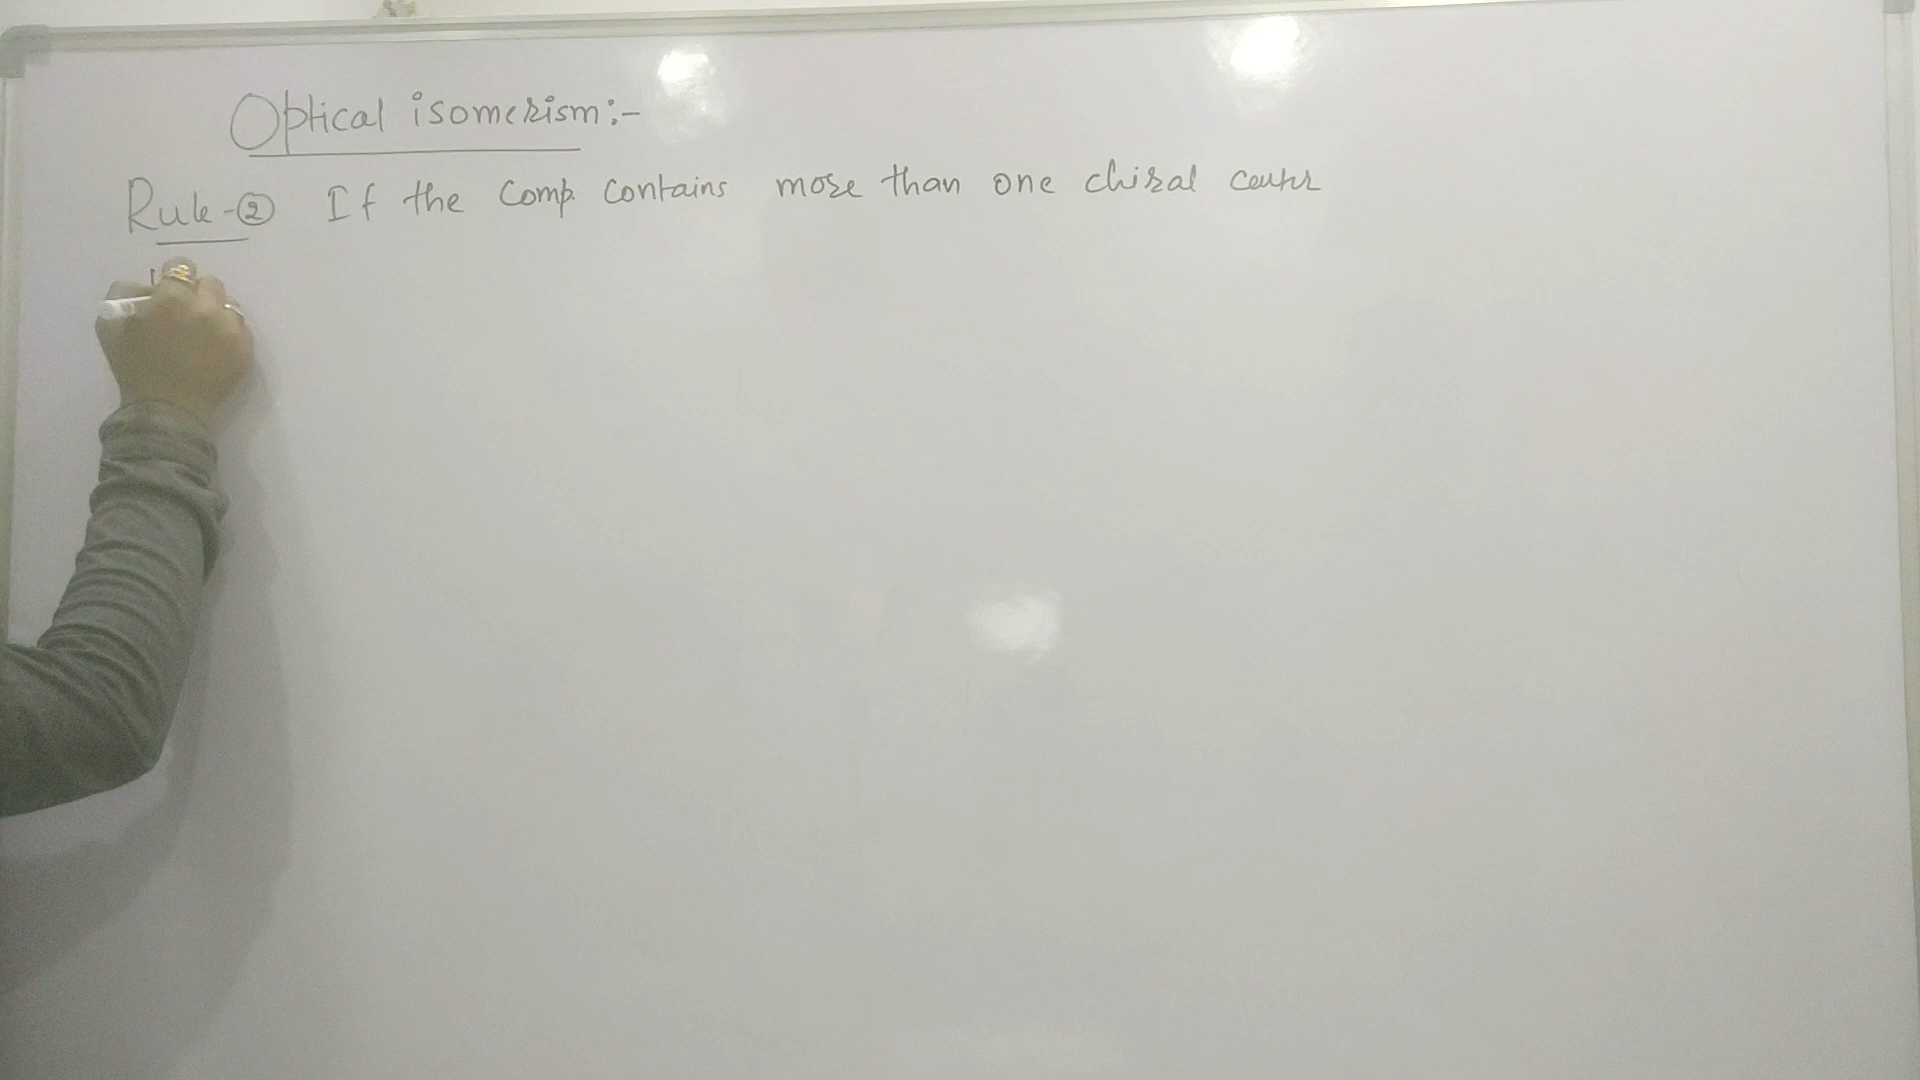 Optical isomerism:-
Rule-② If the Comp. Contains more than one chiral center